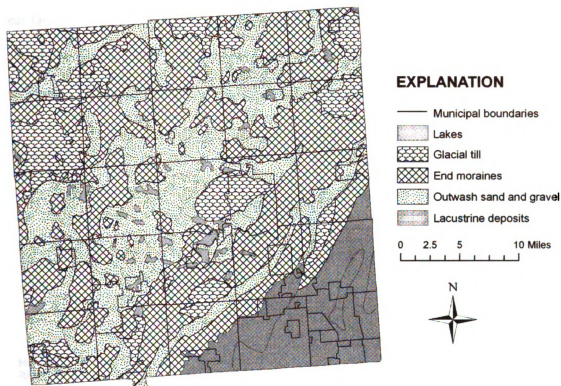 EXPLANATION
Municipal boundaries
Lakes
Glacial till
End moraines
Outwash sand and gravel
Lacustrine deposits
0 2.5 5 10 Miles
N